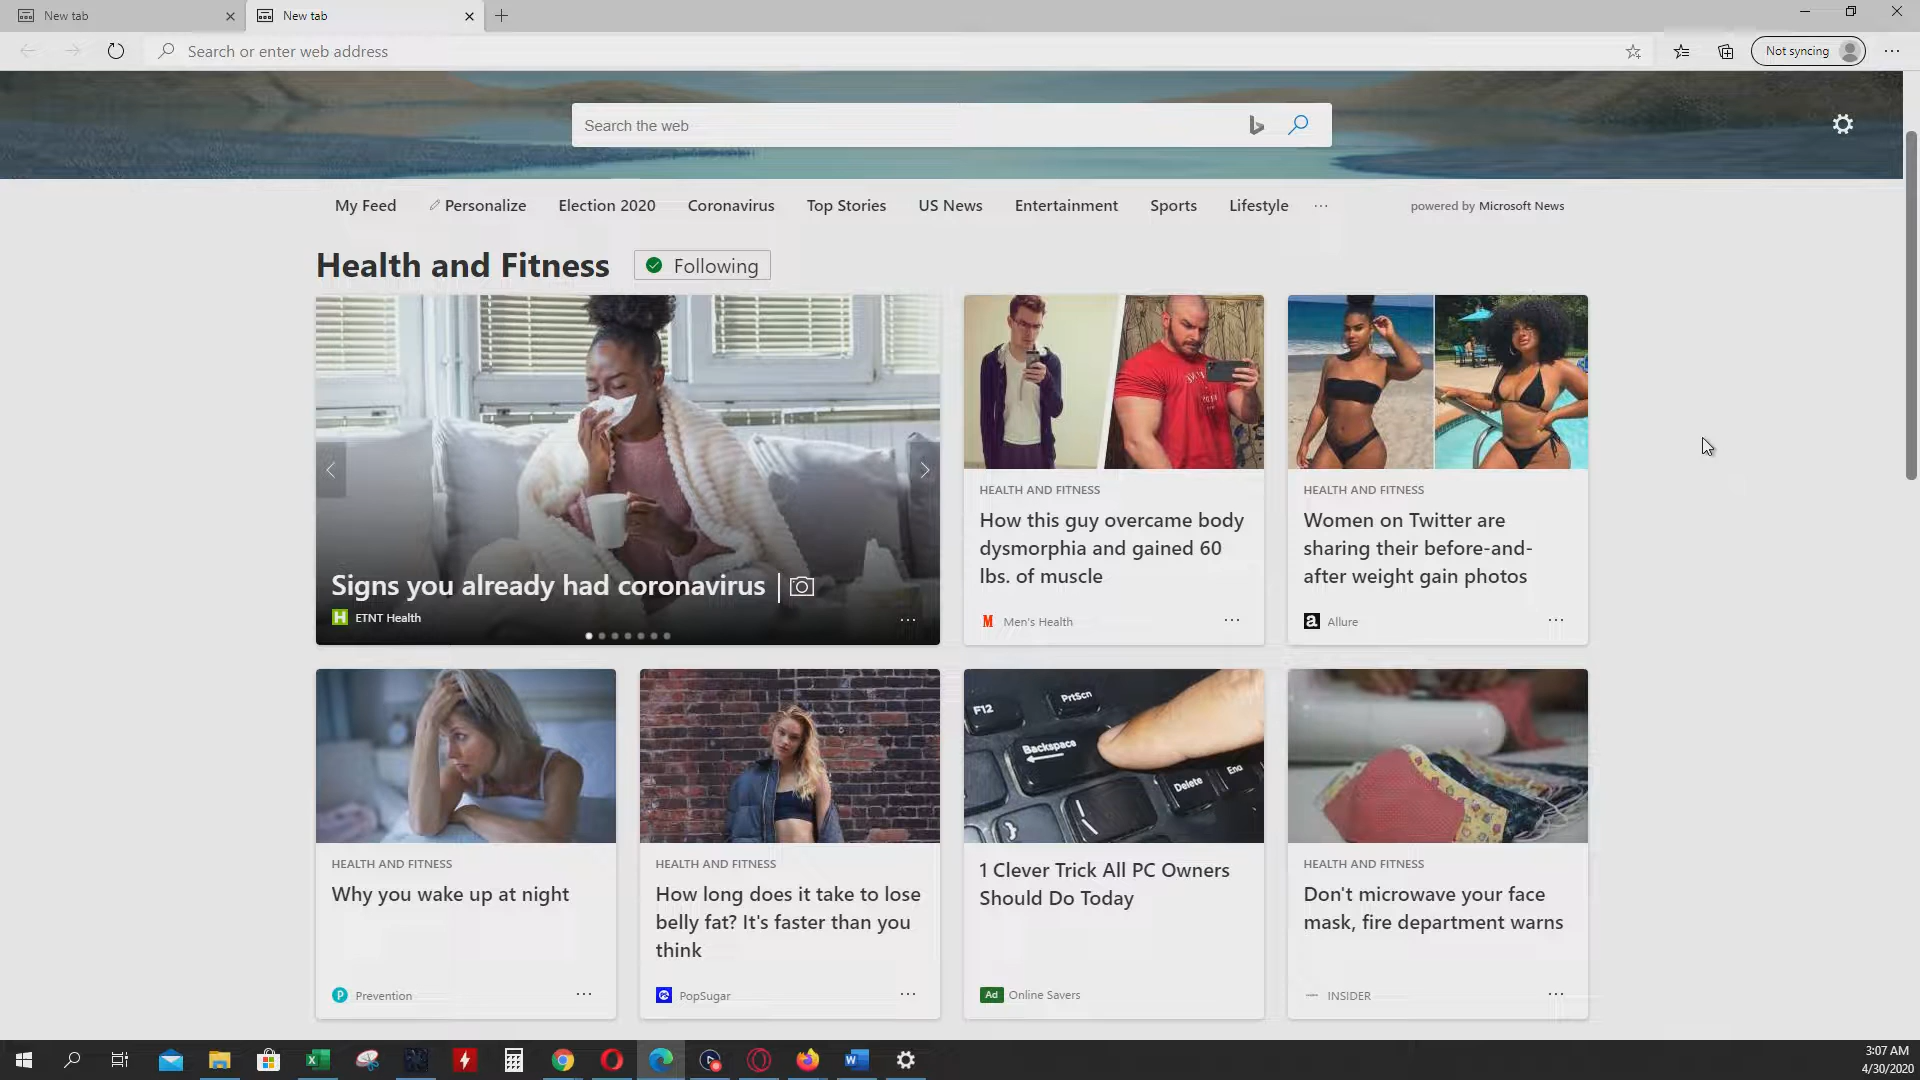 New tab
New tab
Search or enter web address
Not syncing
Search the web
My Feed
Personalize
Election 2020
Coronavirus
Top Stories
US News
Entertainment
Sports
Lifestyle
powered by Microsoft News
Health and Fitness
Following
Signs you already had coronavirus
H ETNT Health
HEALTH AND FITNESS
How this guy overcame body
dysmorphia and gained 60
lbs. of muscle
M Men's Health
HEALTH AND FITNESS
Women on Twitter are
sharing their before-and-
after weight gain photos
a Allure
HEALTH AND FITNESS
Why you wake up at night
P Prevention
HEALTH AND FITNESS
How long does it take to lose
belly fat? It's faster than you
think
PopSugar
F12
PrtScn
Backspace
Delete
End
1 Clever Trick All PC Owners
Should Do Today
Ad Online Savers
HEALTH AND FITNESS
Don't microwave your face
mask, fire department warns
INSIDER
3:07 AM
4/30/2020